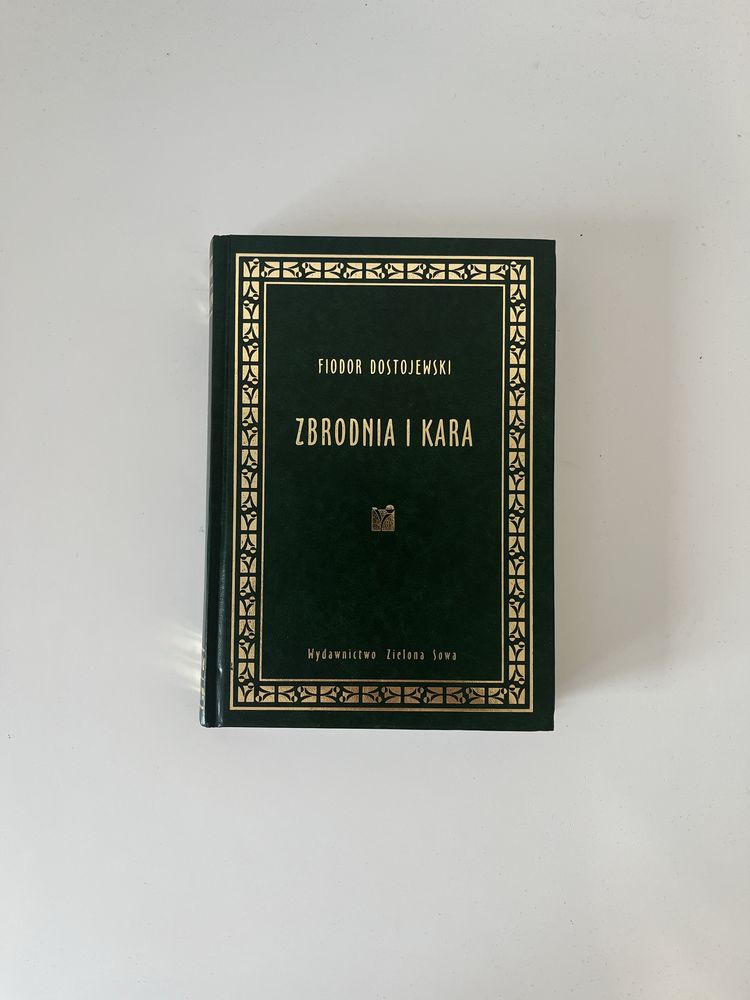 FIODOR DOSTOJEWSKI
ZBRODNIA I KARA
Wydawnictwo Zielona Sowa